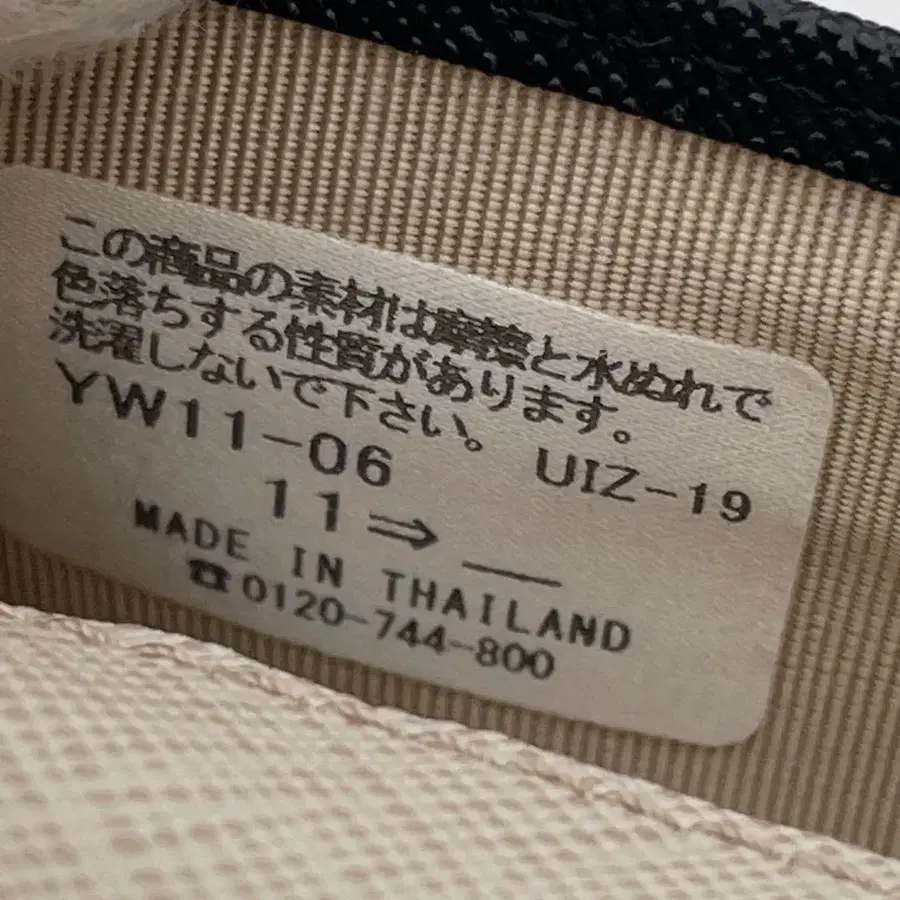 この商品の素材は摩擦と水ぬれで
色落ちする性質があります。
洗濯しないで下さい。
YW11-06 UIZ-19
11⇒
MADE IN THAILAND
☎0120-744-800